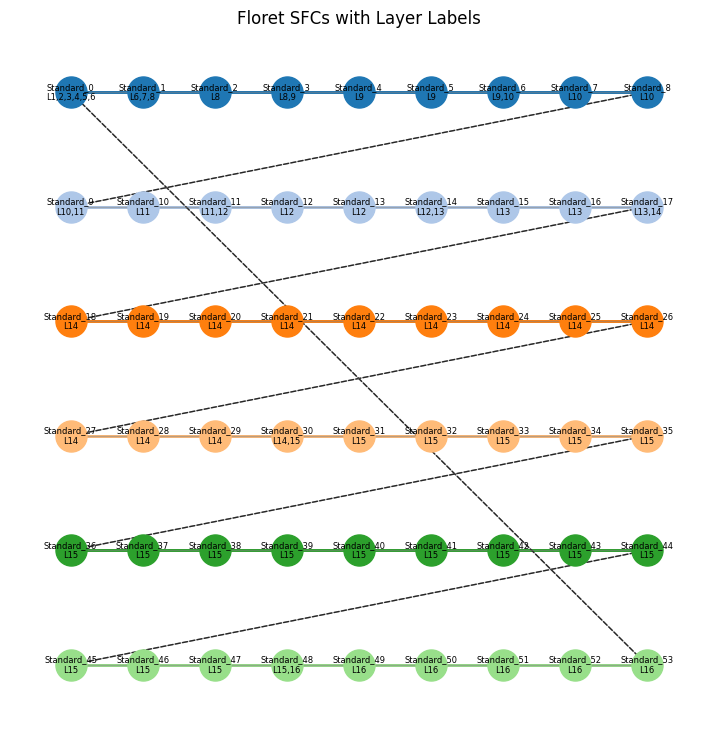 Floret SFCs with Layer Labels
Standard_0 Standard_1 Standard_2 Standard_3 Standard_4 Standard_5 Standard_6 Standard_7 Standard_8
L1,2,3,4,5,6 L6,7,8 L8 L8,9 L9 L9 L9,10 L10 L10
Standard_9 Standard_10 Standard_11 Standard_12 Standard_13 Standard_14 Standard_15 Standard_16 Standard_17
L10,11 L11 L11,12 L12 L12 L12,13 L13 L13 L13,14
Standard_18 Standard_19 Standard_20 Standard_21 Standard_22 Standard_23 Standard_24 Standard_25 Standard_26
L14 L14 L14 L14 L14 L14 L14 L14 L14
Standard_27 Standard_28 Standard_29 Standard_30 Standard_31 Standard_32 Standard_33 Standard_34 Standard_35
L14 L14 L14 L14,15 L15 L15 L15 L15 L15
Standard_36 Standard_37 Standard_38 Standard_39 Standard_40 Standard_41 Standard_42 Standard_43 Standard_44
L15 L15 L15 L15 L15 L15 L15 L15 L15
Standard_45 Standard_46 Standard_47 Standard_48 Standard_49 Standard_50 Standard_51 Standard_52 Standard_53
L15 L15 L15 L15,16 L16 L16 L16 L16 L16